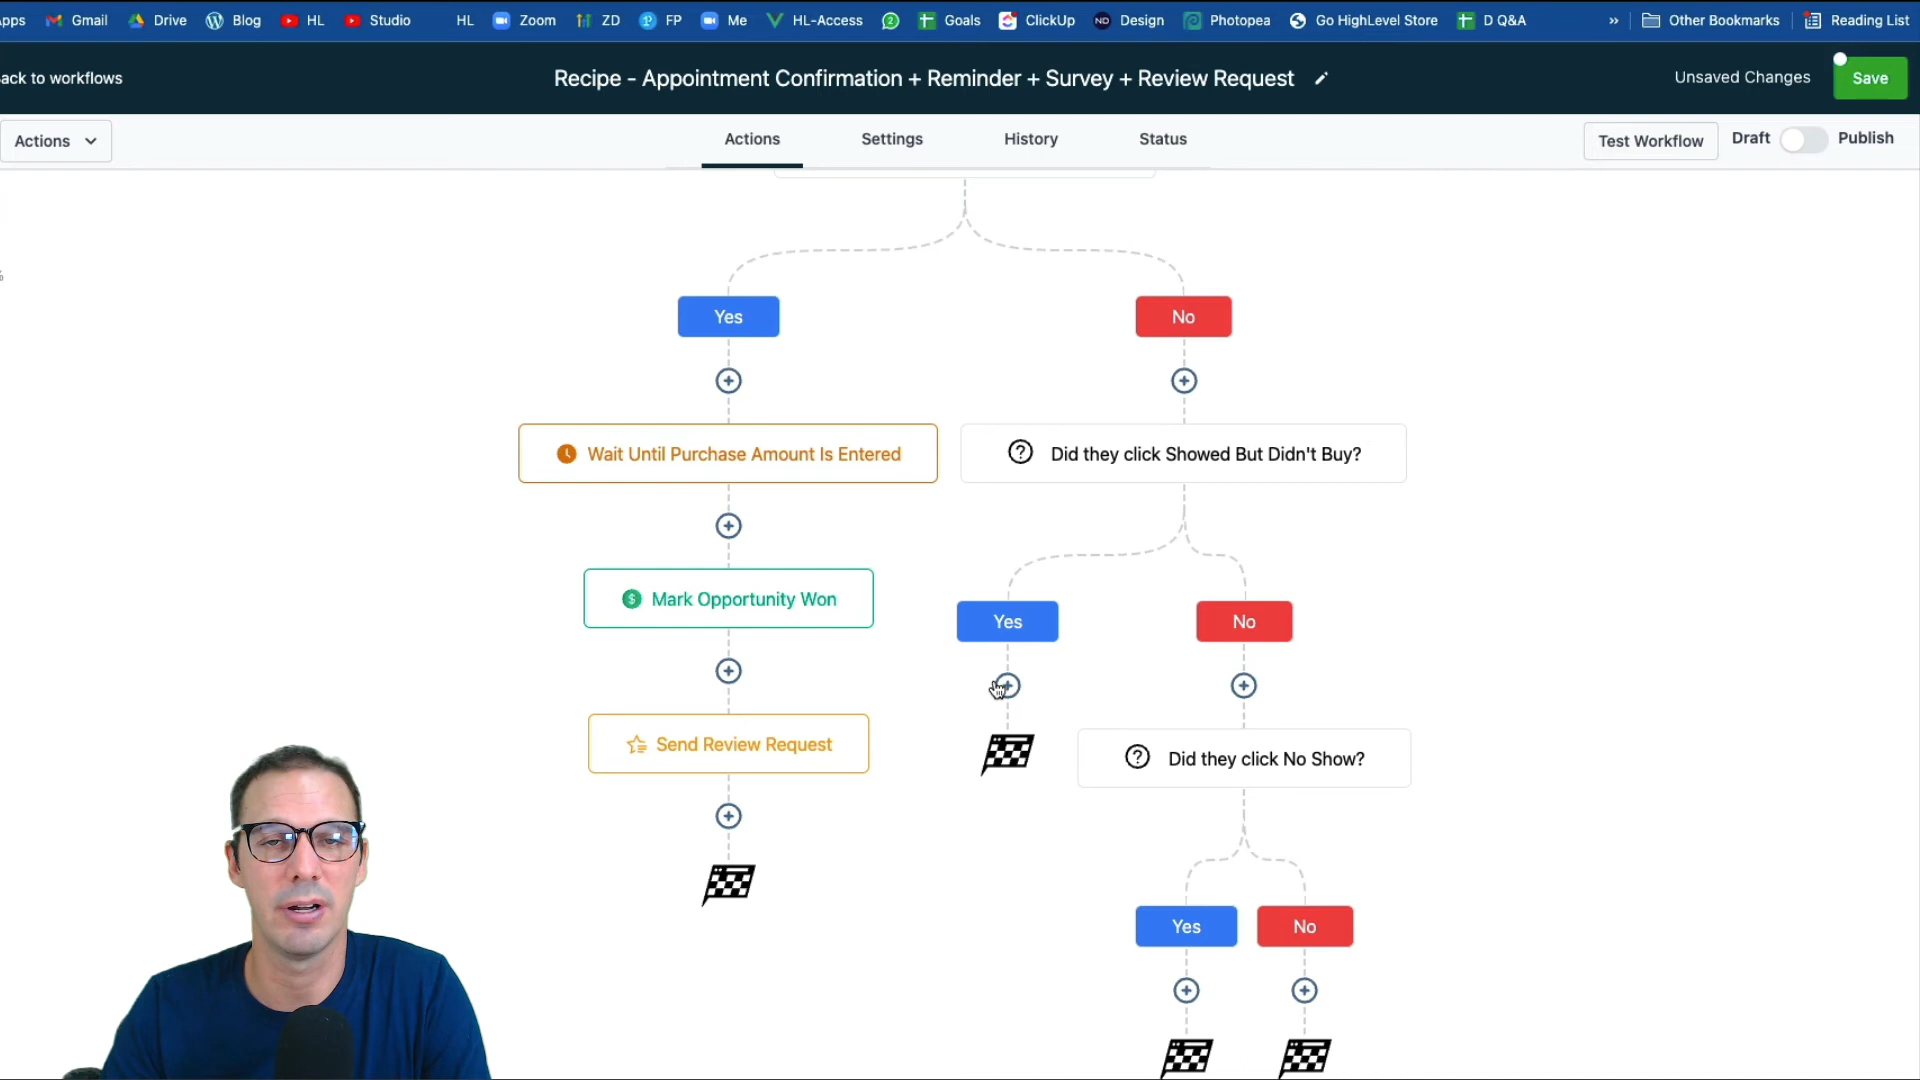 Apps Gmail Drive Blog HL Studio HL Zoom ZD FP Me HL-Access 2 Goals ClickUp ND Design Photopea Go HighLevel Store D Q&A » Other Bookmarks Reading List
ack to workflows
Recipe - Appointment Confirmation + Reminder + Survey + Review Request
Unsaved Changes
Save
Actions
Actions
Settings
History
Status
Test Workflow
Draft
Publish
%
Yes
No
Wait Until Purchase Amount Is Entered
Did they click Showed But Didn't Buy?
Mark Opportunity Won
Yes
No
Send Review Request
Did they click No Show?
Yes
No